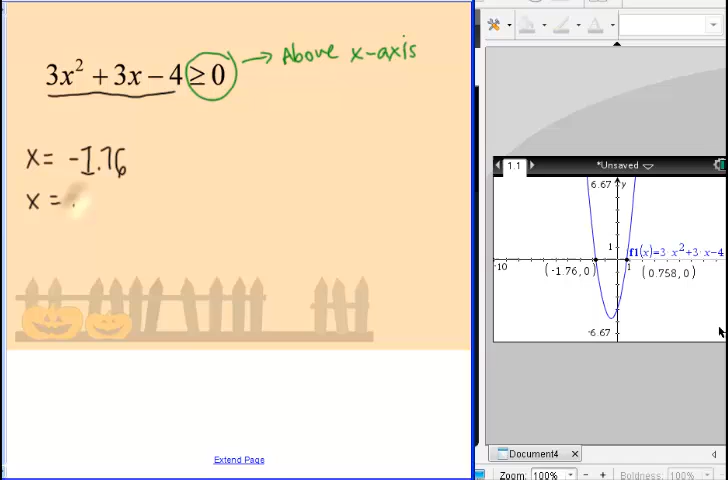 3x² + 3x − 4 ≥ 0 → Above x-axis
x = -1.76
x =
Extend Page
1.1 *Unsaved
6.67 y
1
f1(x)=3·x²+3·x-4
-10
(-1.76,0) 1 (0.758,0)
-6.67
Document4
Zoom: 100% Boldness: 100%